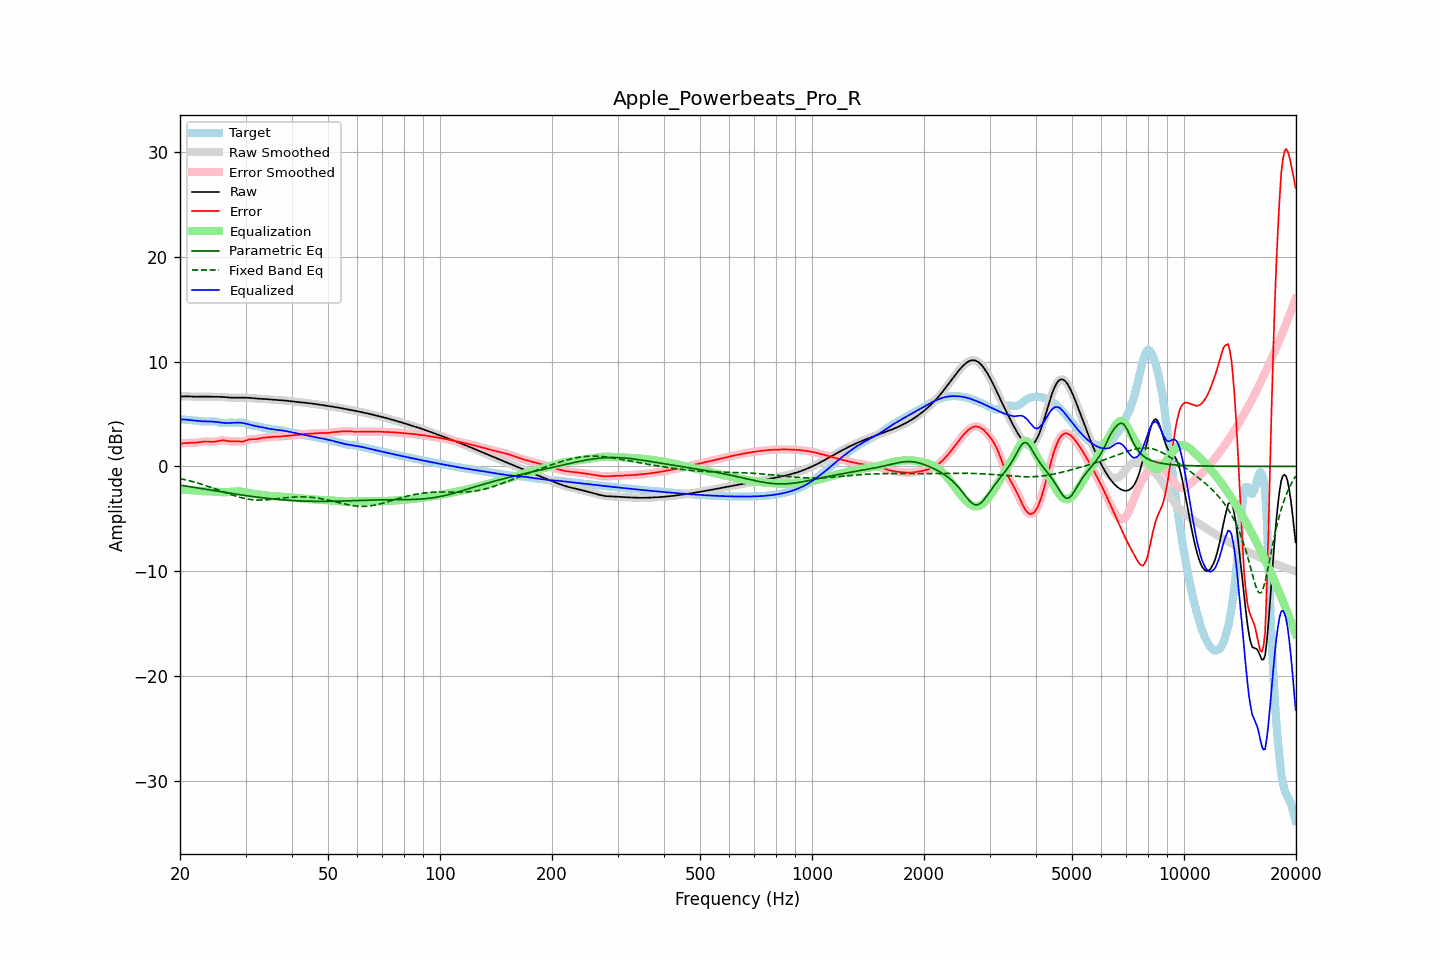 Apple_Powerbeats_Pro_R
Target
Raw Smoothed
Error Smoothed
Raw
Error
Equalization
Parametric Eq
Fixed Band Eq
Equalized
30
20
10
0
−10
−20
−30
Amplitude (dBr)
20 50 100 200 500 1000 2000 5000 10000 20000
Frequency (Hz)